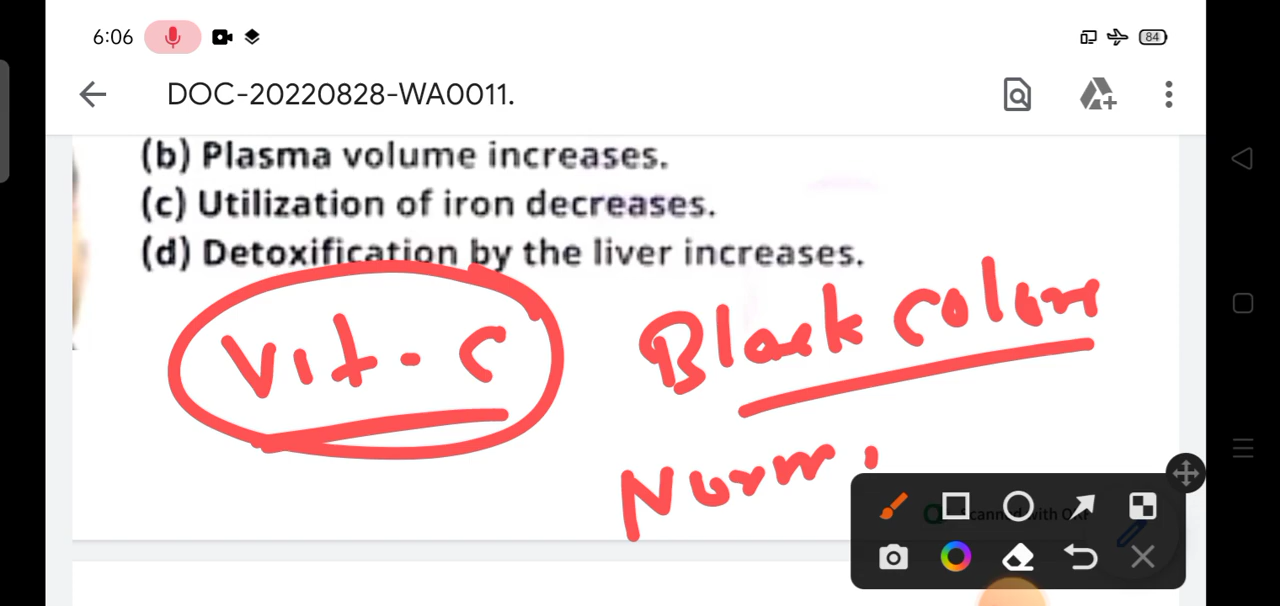 6:06 84
DOC-20220828-WA0011.
(b) Plasma volume increases.
(c) Utilization of iron decreases.
(d) Detoxification by the liver increases.
Vit-C Black colour
Norm